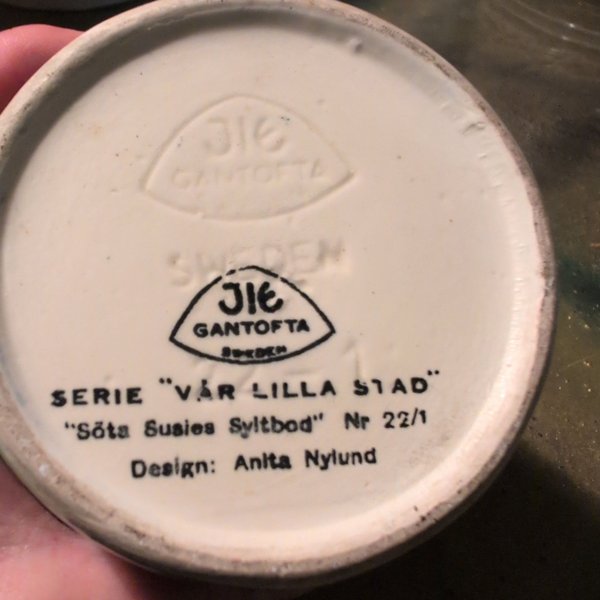 JIE
GANTOFTA
SWEDEN
JIE
GANTOFTA
SWEDEN
SERIE "VÅR LILLA STAD"
"Söta Susies Syltbod" Nr 22/1
Design: Anita Nylund